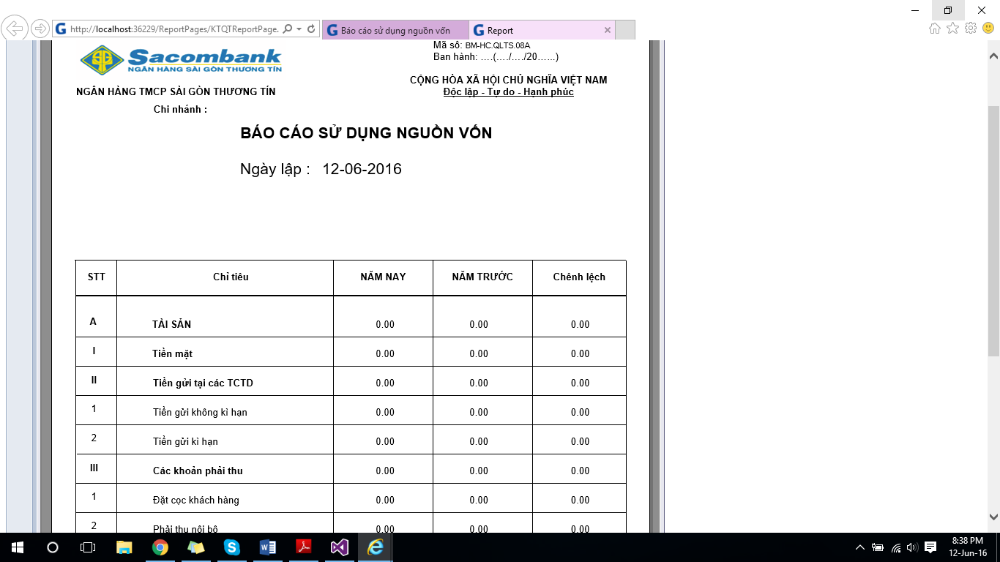 http://localhost:36229/ReportPages/KTQTReportPage.
Báo cáo sử dụng nguồn vốn
Report
Sacombank
NGÂN HÀNG SÀI GÒN THƯƠNG TÍN
Mã số: BM-HC.QLTS.08A
Ban hành: ….(…./…./20…...)
CỘNG HÒA XÃ HỘI CHỦ NGHĨA VIỆT NAM
NGÂN HÀNG TMCP SÀI GÒN THƯƠNG TÍN
Độc lập - Tự do - Hạnh phúc
Chi nhánh :
BÁO CÁO SỬ DỤNG NGUỒN VỐN
Ngày lập : 12-06-2016
STT Chỉ tiêu NĂM NAY NĂM TRƯỚC Chênh lệch
A TÀI SẢN 0.00 0.00 0.00
I Tiền mặt 0.00 0.00 0.00
II Tiền gửi tại các TCTD 0.00 0.00 0.00
1 Tiền gửi không kì hạn 0.00 0.00 0.00
2 Tiền gửi kì hạn 0.00 0.00 0.00
III Các khoản phải thu 0.00 0.00 0.00
1 Đặt cọc khách hàng 0.00 0.00 0.00
2 Phải thu nội bộ 0.00 0.00 0.00
8:38 PM
12-Jun-16